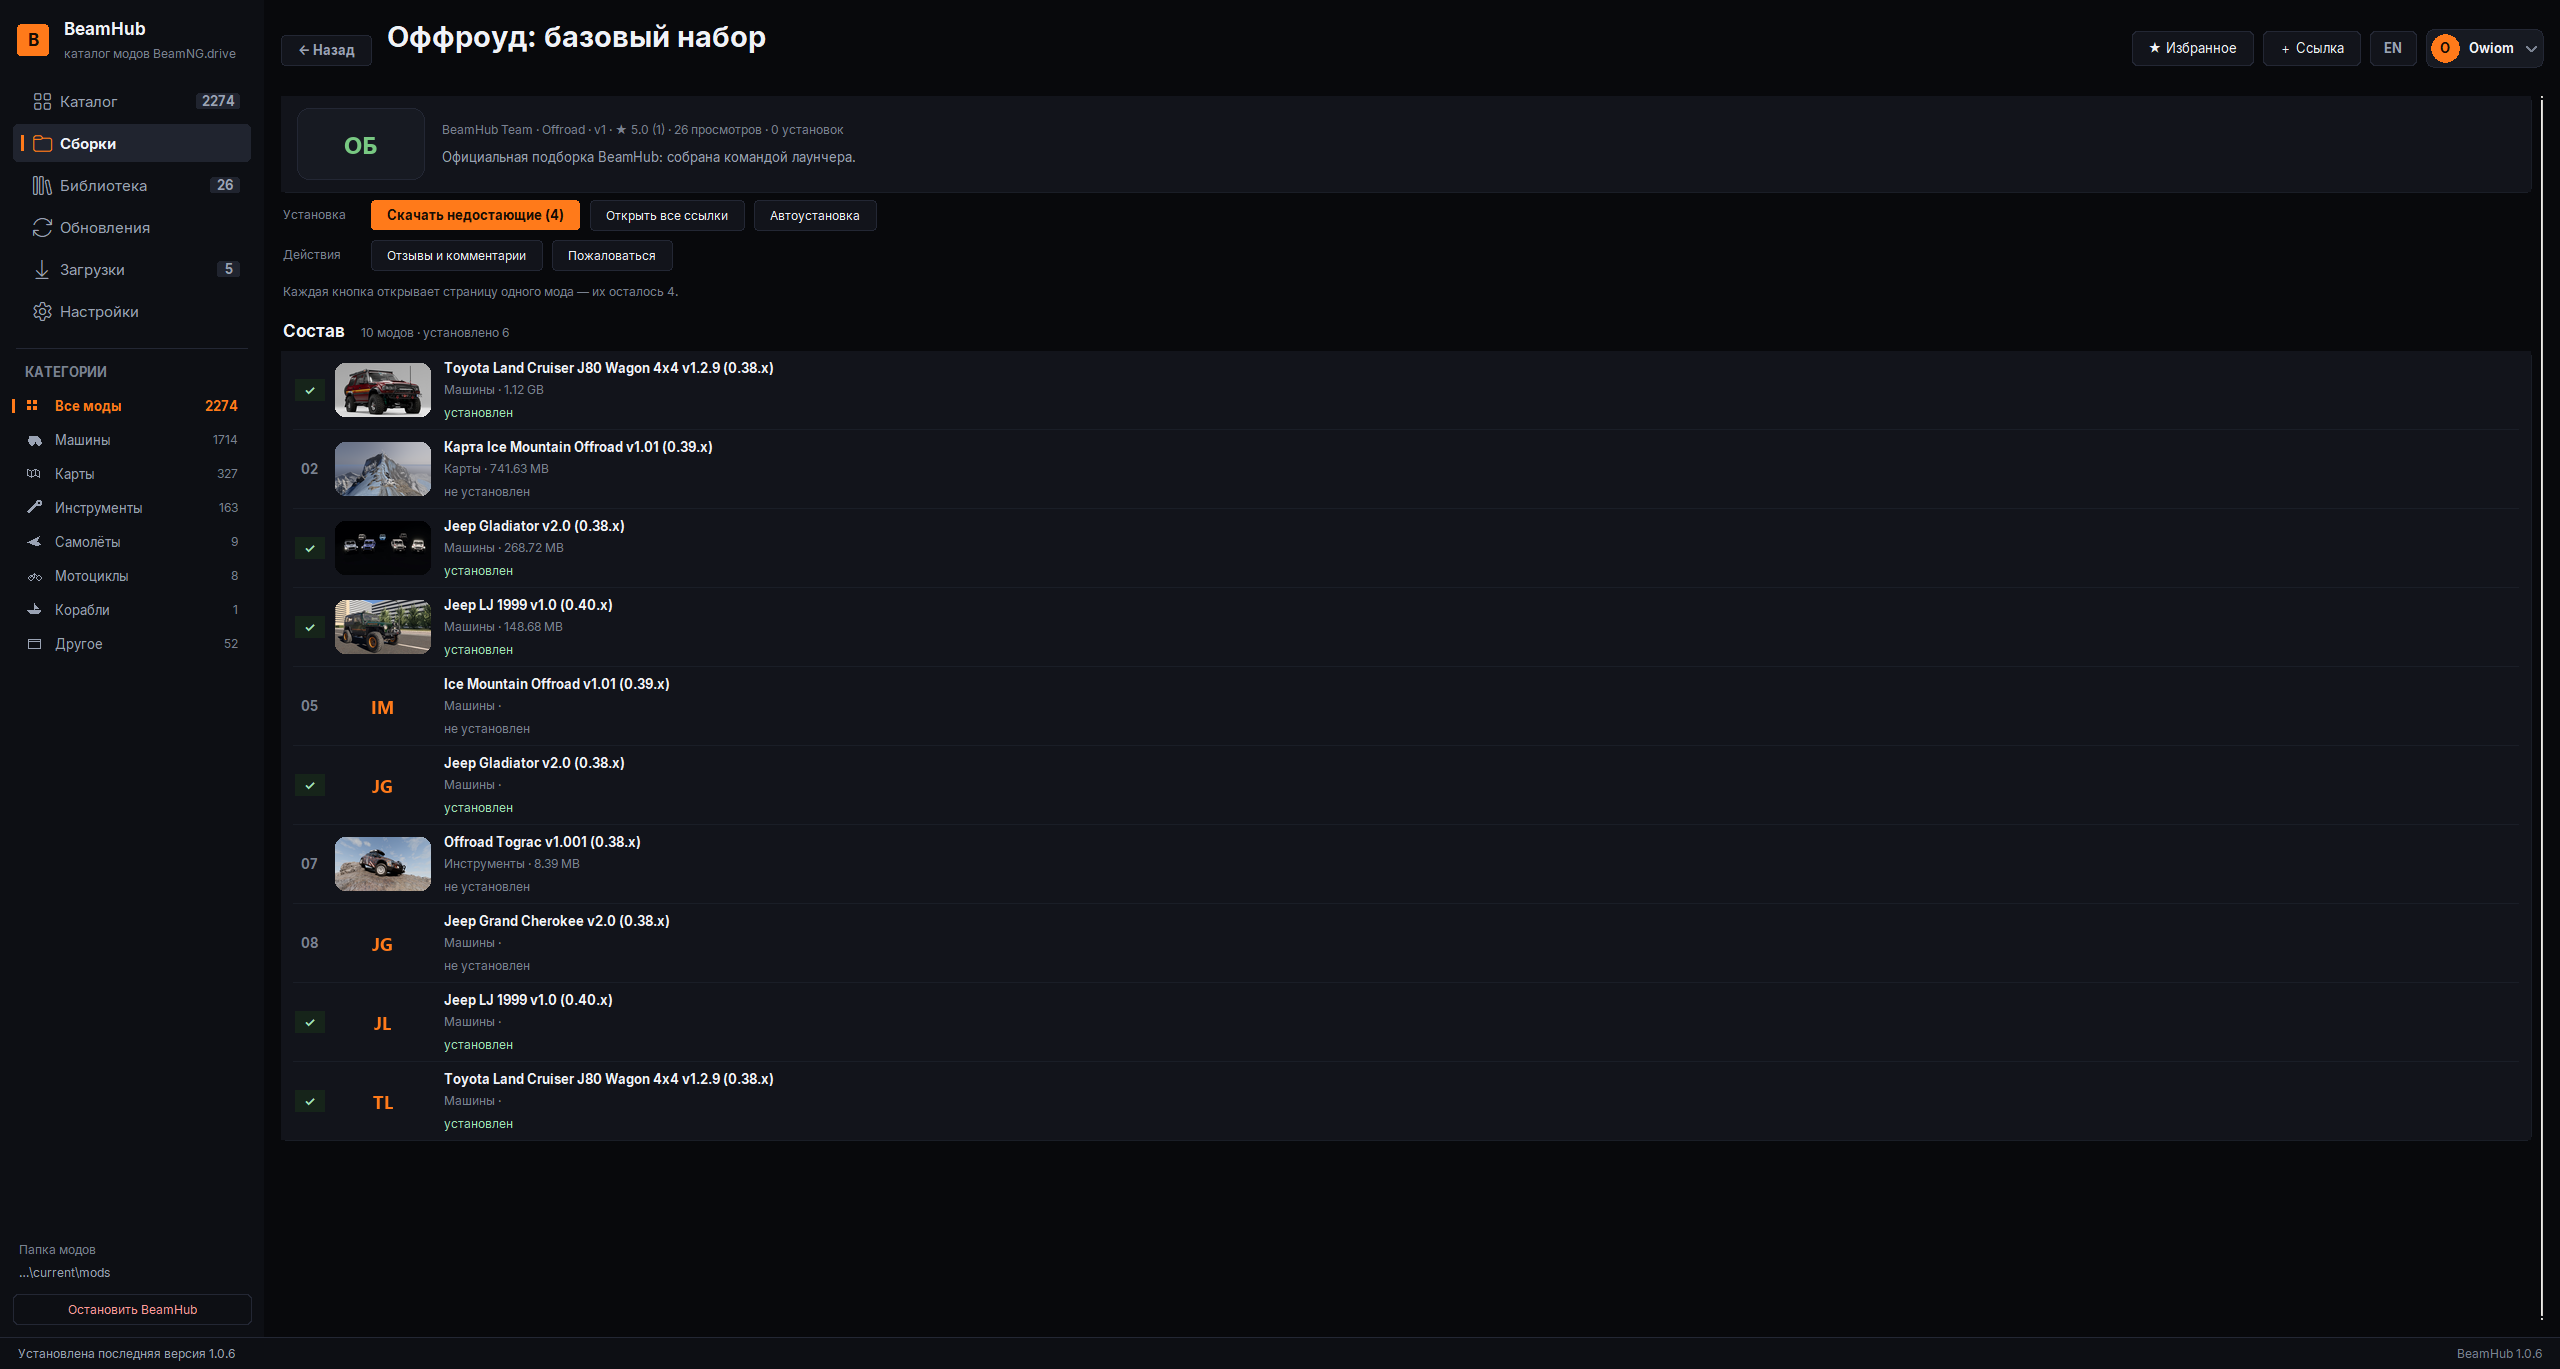 B
BeamHub
каталог модов BeamNG.drive
Каталог 2274
Сборки
Библиотека 26
Обновления
Загрузки 5
Настройки
КАТЕГОРИИ
Все моды 2274
Машины 1714
Карты 327
Инструменты 163
Самолёты 9
Мотоциклы 8
Корабли 1
Другое 52
Папка модов
...\current\mods
Остановить BeamHub
← Назад
Оффроуд: базовый набор
★ Избранное
+ Ссылка
EN
O Owiom
ОБ
BeamHub Team · Offroad · v1 · ★ 5.0 (1) · 26 просмотров · 0 установок
Официальная подборка BeamHub: собрана командой лаунчера.
Установка Скачать недостающие (4) Открыть все ссылки Автоустановка
Действия Отзывы и комментарии Пожаловаться
Каждая кнопка открывает страницу одного мода — их осталось 4.
Состав 10 модов · установлено 6
✓
Toyota Land Cruiser J80 Wagon 4x4 v1.2.9 (0.38.x)
Машины · 1.12 GB
установлен
02
Карта Ice Mountain Offroad v1.01 (0.39.x)
Карты · 741.63 MB
не установлен
✓
Jeep Gladiator v2.0 (0.38.x)
Машины · 268.72 MB
установлен
✓
Jeep LJ 1999 v1.0 (0.40.x)
Машины · 148.68 MB
установлен
05
IM
Ice Mountain Offroad v1.01 (0.39.x)
Машины ·
не установлен
✓
JG
Jeep Gladiator v2.0 (0.38.x)
Машины ·
установлен
07
Offroad Tograc v1.001 (0.38.x)
Инструменты · 8.39 MB
не установлен
08
JG
Jeep Grand Cherokee v2.0 (0.38.x)
Машины ·
не установлен
✓
JL
Jeep LJ 1999 v1.0 (0.40.x)
Машины ·
установлен
✓
TL
Toyota Land Cruiser J80 Wagon 4x4 v1.2.9 (0.38.x)
Машины ·
установлен
Установлена последняя версия 1.0.6
BeamHub 1.0.6